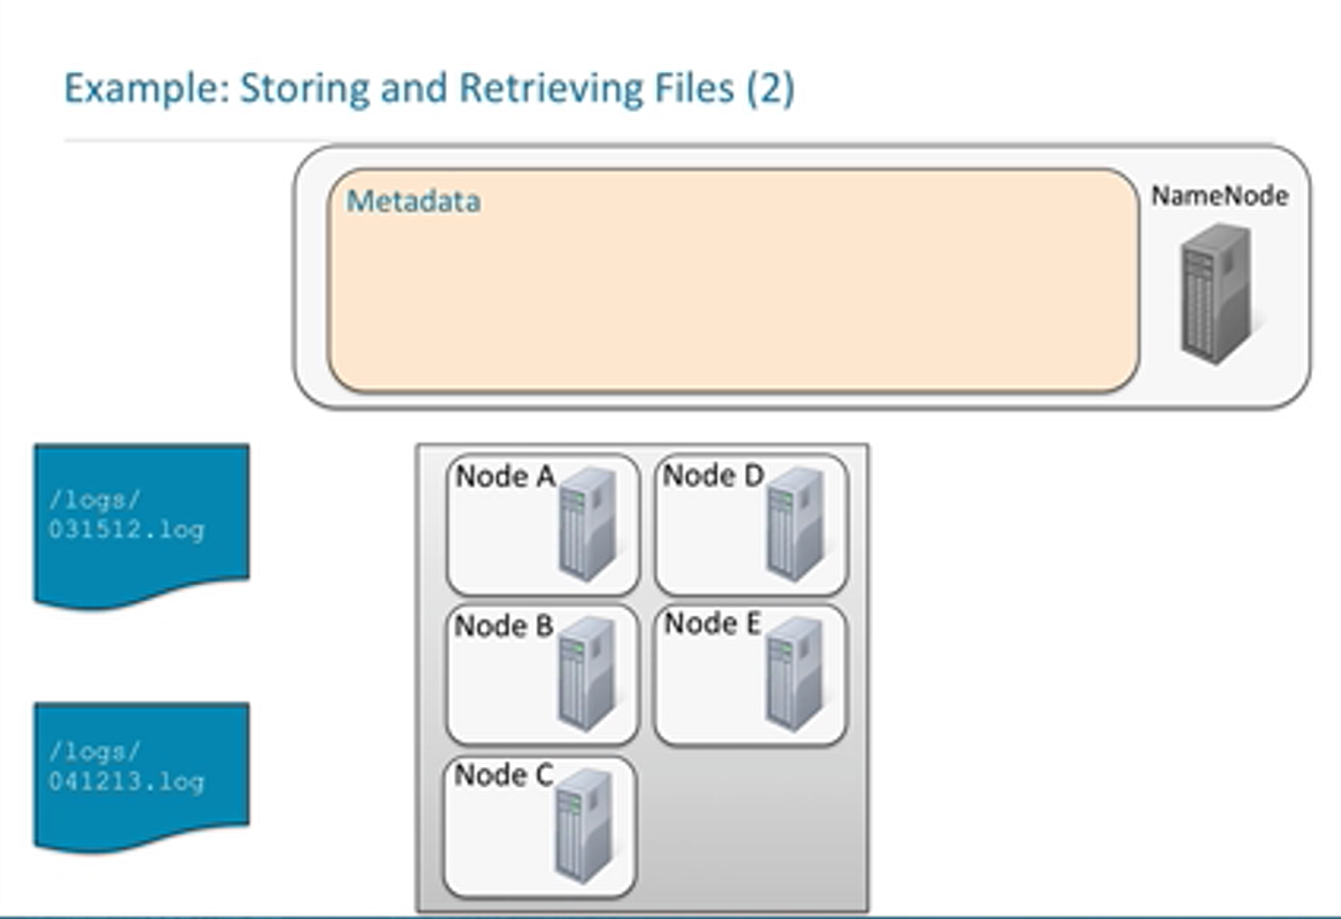 Example: Storing and Retrieving Files (2)
Metadata
NameNode
/logs/
031512.log
/logs/
041213.log
Node A
Node D
Node B
Node E
Node C